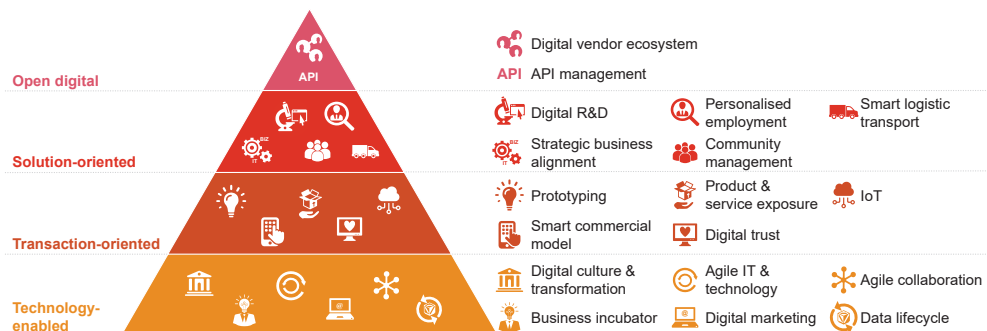 Digital vendor ecosystem
API
Open digital
API API management
Digital R&D
Personalised
employment
Smart logistic
transport
BIZ
IT
Solution-oriented
BIZ
IT
Strategic business
alignment
Community
management
Prototyping
Product &
service exposure
IoT
Transaction-oriented
Smart commercial
model
Digital trust
Digital culture &
transformation
Agile IT &
technology
Agile collaboration
Technology-
enabled
Business incubator
Digital marketing
Data lifecycle